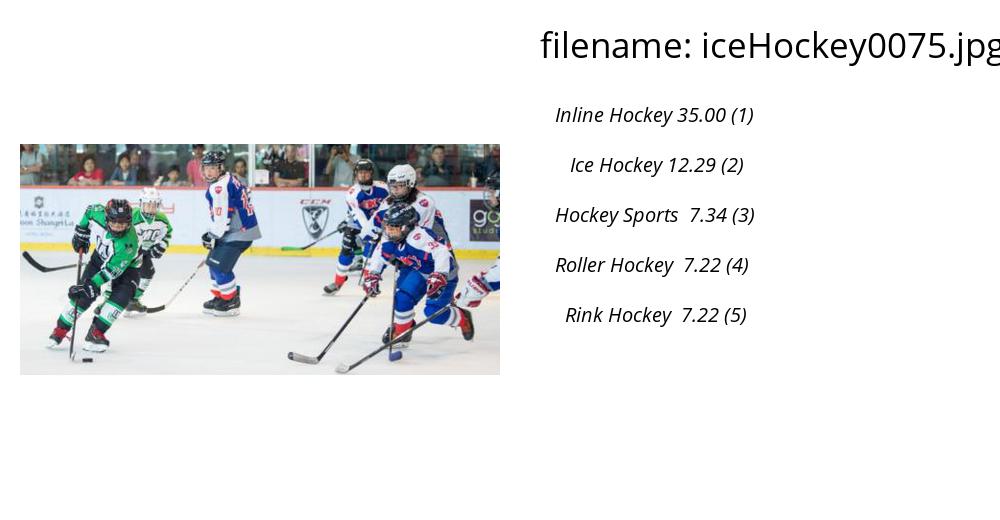 filename: iceHockey0075.jpg
Inline Hockey 35.00 (1)
Ice Hockey 12.29 (2)
Hockey Sports 7.34 (3)
Roller Hockey 7.22 (4)
Rink Hockey 7.22 (5)
CCM